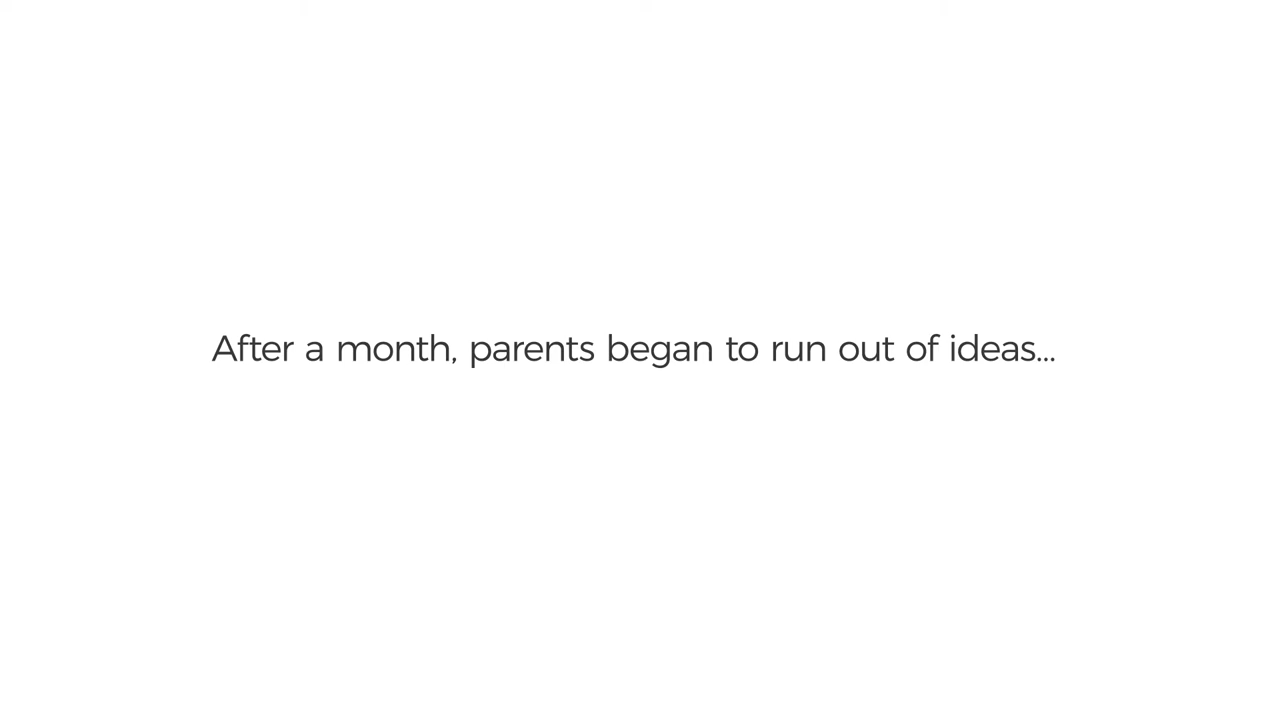 After a month, parents began to run out of ideas...